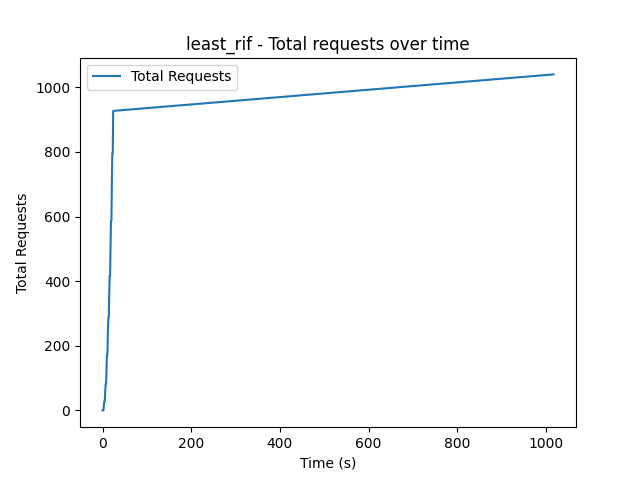 least_rif - Total requests over time
Total Requests
1000
800
600
400
200
0
Total Requests
0 200 400 600 800 1000
Time (s)